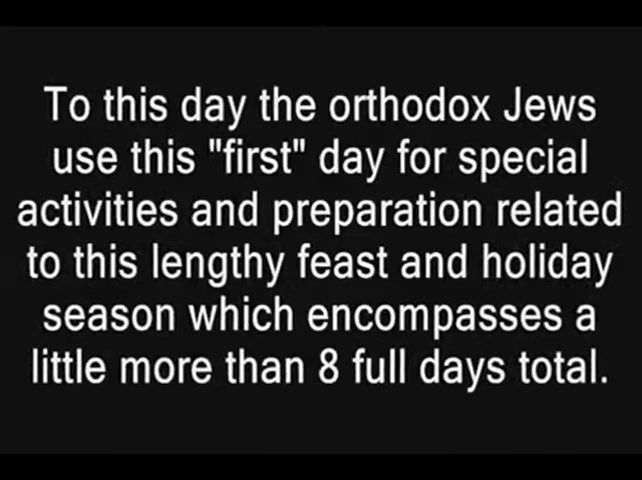 To this day the orthodox Jews
use this "first" day for special
activities and preparation related
to this lengthy feast and holiday
season which encompasses a
little more than 8 full days total.